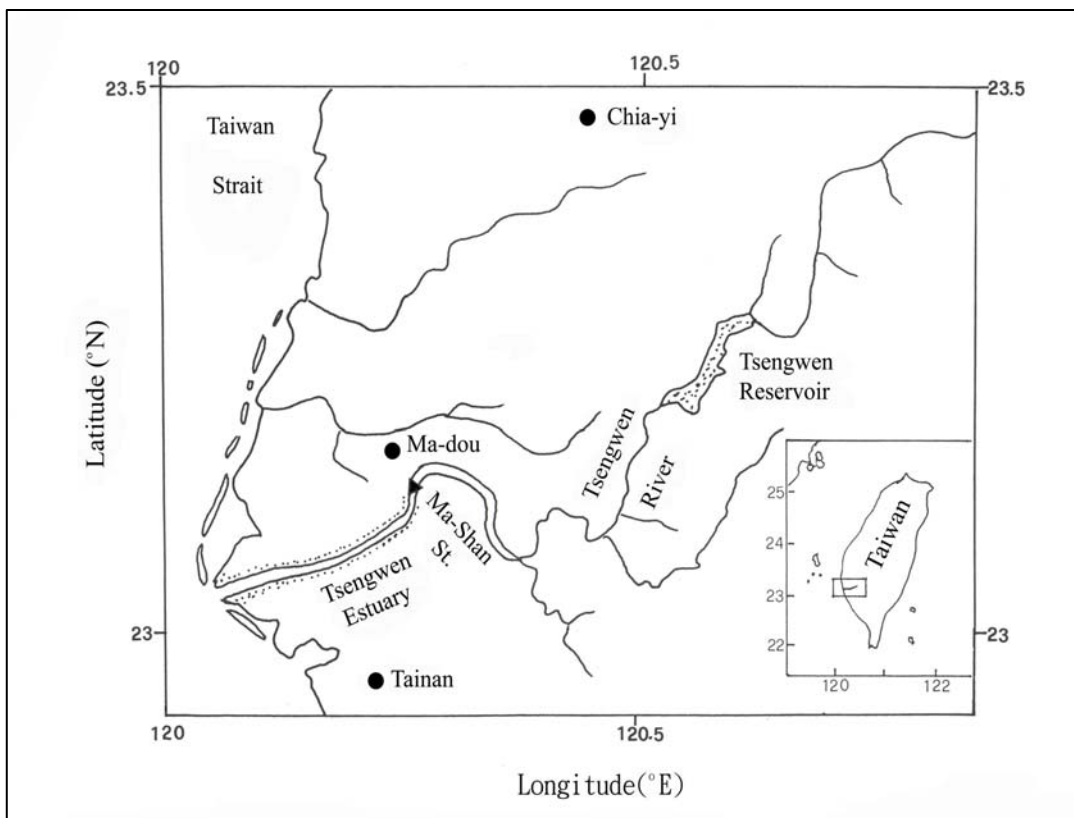 120
120.5
23.5
23.5
Taiwan
Strait
Chia-yi
Latitude (°N)
Tsengwen
Reservoir
Ma-dou
Tsengwen
River
Ma-Shan
St.
Tsengwen
Estuary
Taiwan
25
24
23
22
120
122
23
23
Tainan
120
120.5
Longitude(°E)